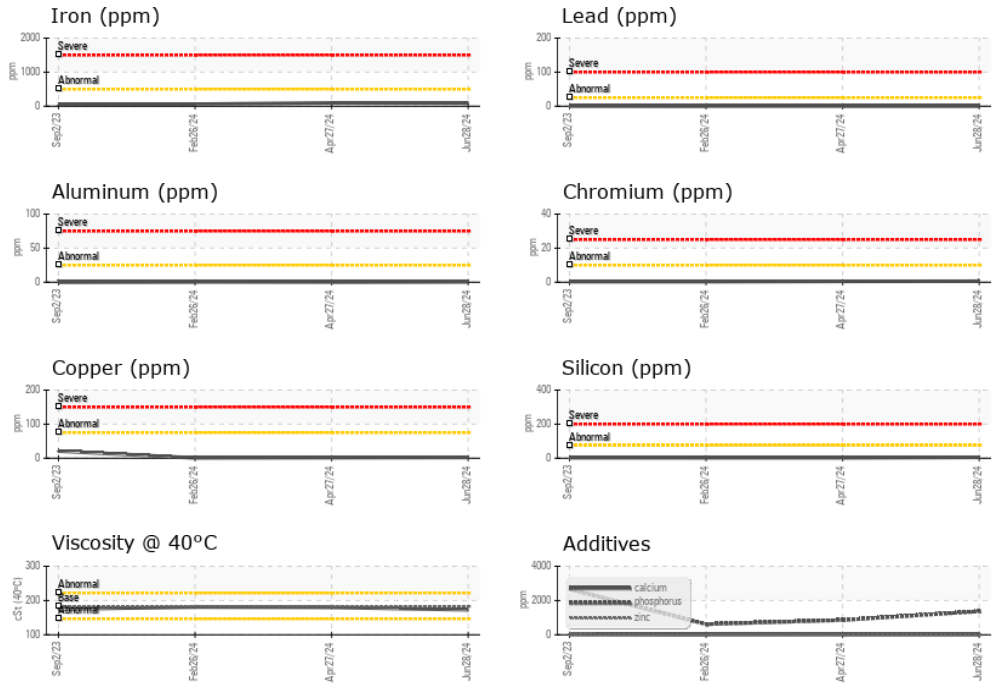 Iron (ppm)
2000
1000
0
ppm
Severe
Abnormal
Sep2/23
Feb26/24
Apr27/24
Jun28/24
Lead (ppm)
200
100
0
ppm
Severe
Abnormal
Sep2/23
Feb26/24
Apr27/24
Jun28/24
Aluminum (ppm)
100
50
0
ppm
Severe
Abnormal
Sep2/23
Feb26/24
Apr27/24
Jun28/24
Chromium (ppm)
40
20
0
ppm
Severe
Abnormal
Sep2/23
Feb26/24
Apr27/24
Jun28/24
Copper (ppm)
200
100
0
ppm
Severe
Abnormal
Sep2/23
Feb26/24
Apr27/24
Jun28/24
Silicon (ppm)
400
200
0
ppm
Severe
Abnormal
Sep2/23
Feb26/24
Apr27/24
Jun28/24
Viscosity @ 40°C
300
200
100
cSt (40°C)
Abnormal
Base
Abnormal
Sep2/23
Feb26/24
Apr27/24
Jun28/24
Additives
4000
2000
0
ppm
calcium
phosphorus
zinc
Sep2/23
Feb26/24
Apr27/24
Jun28/24